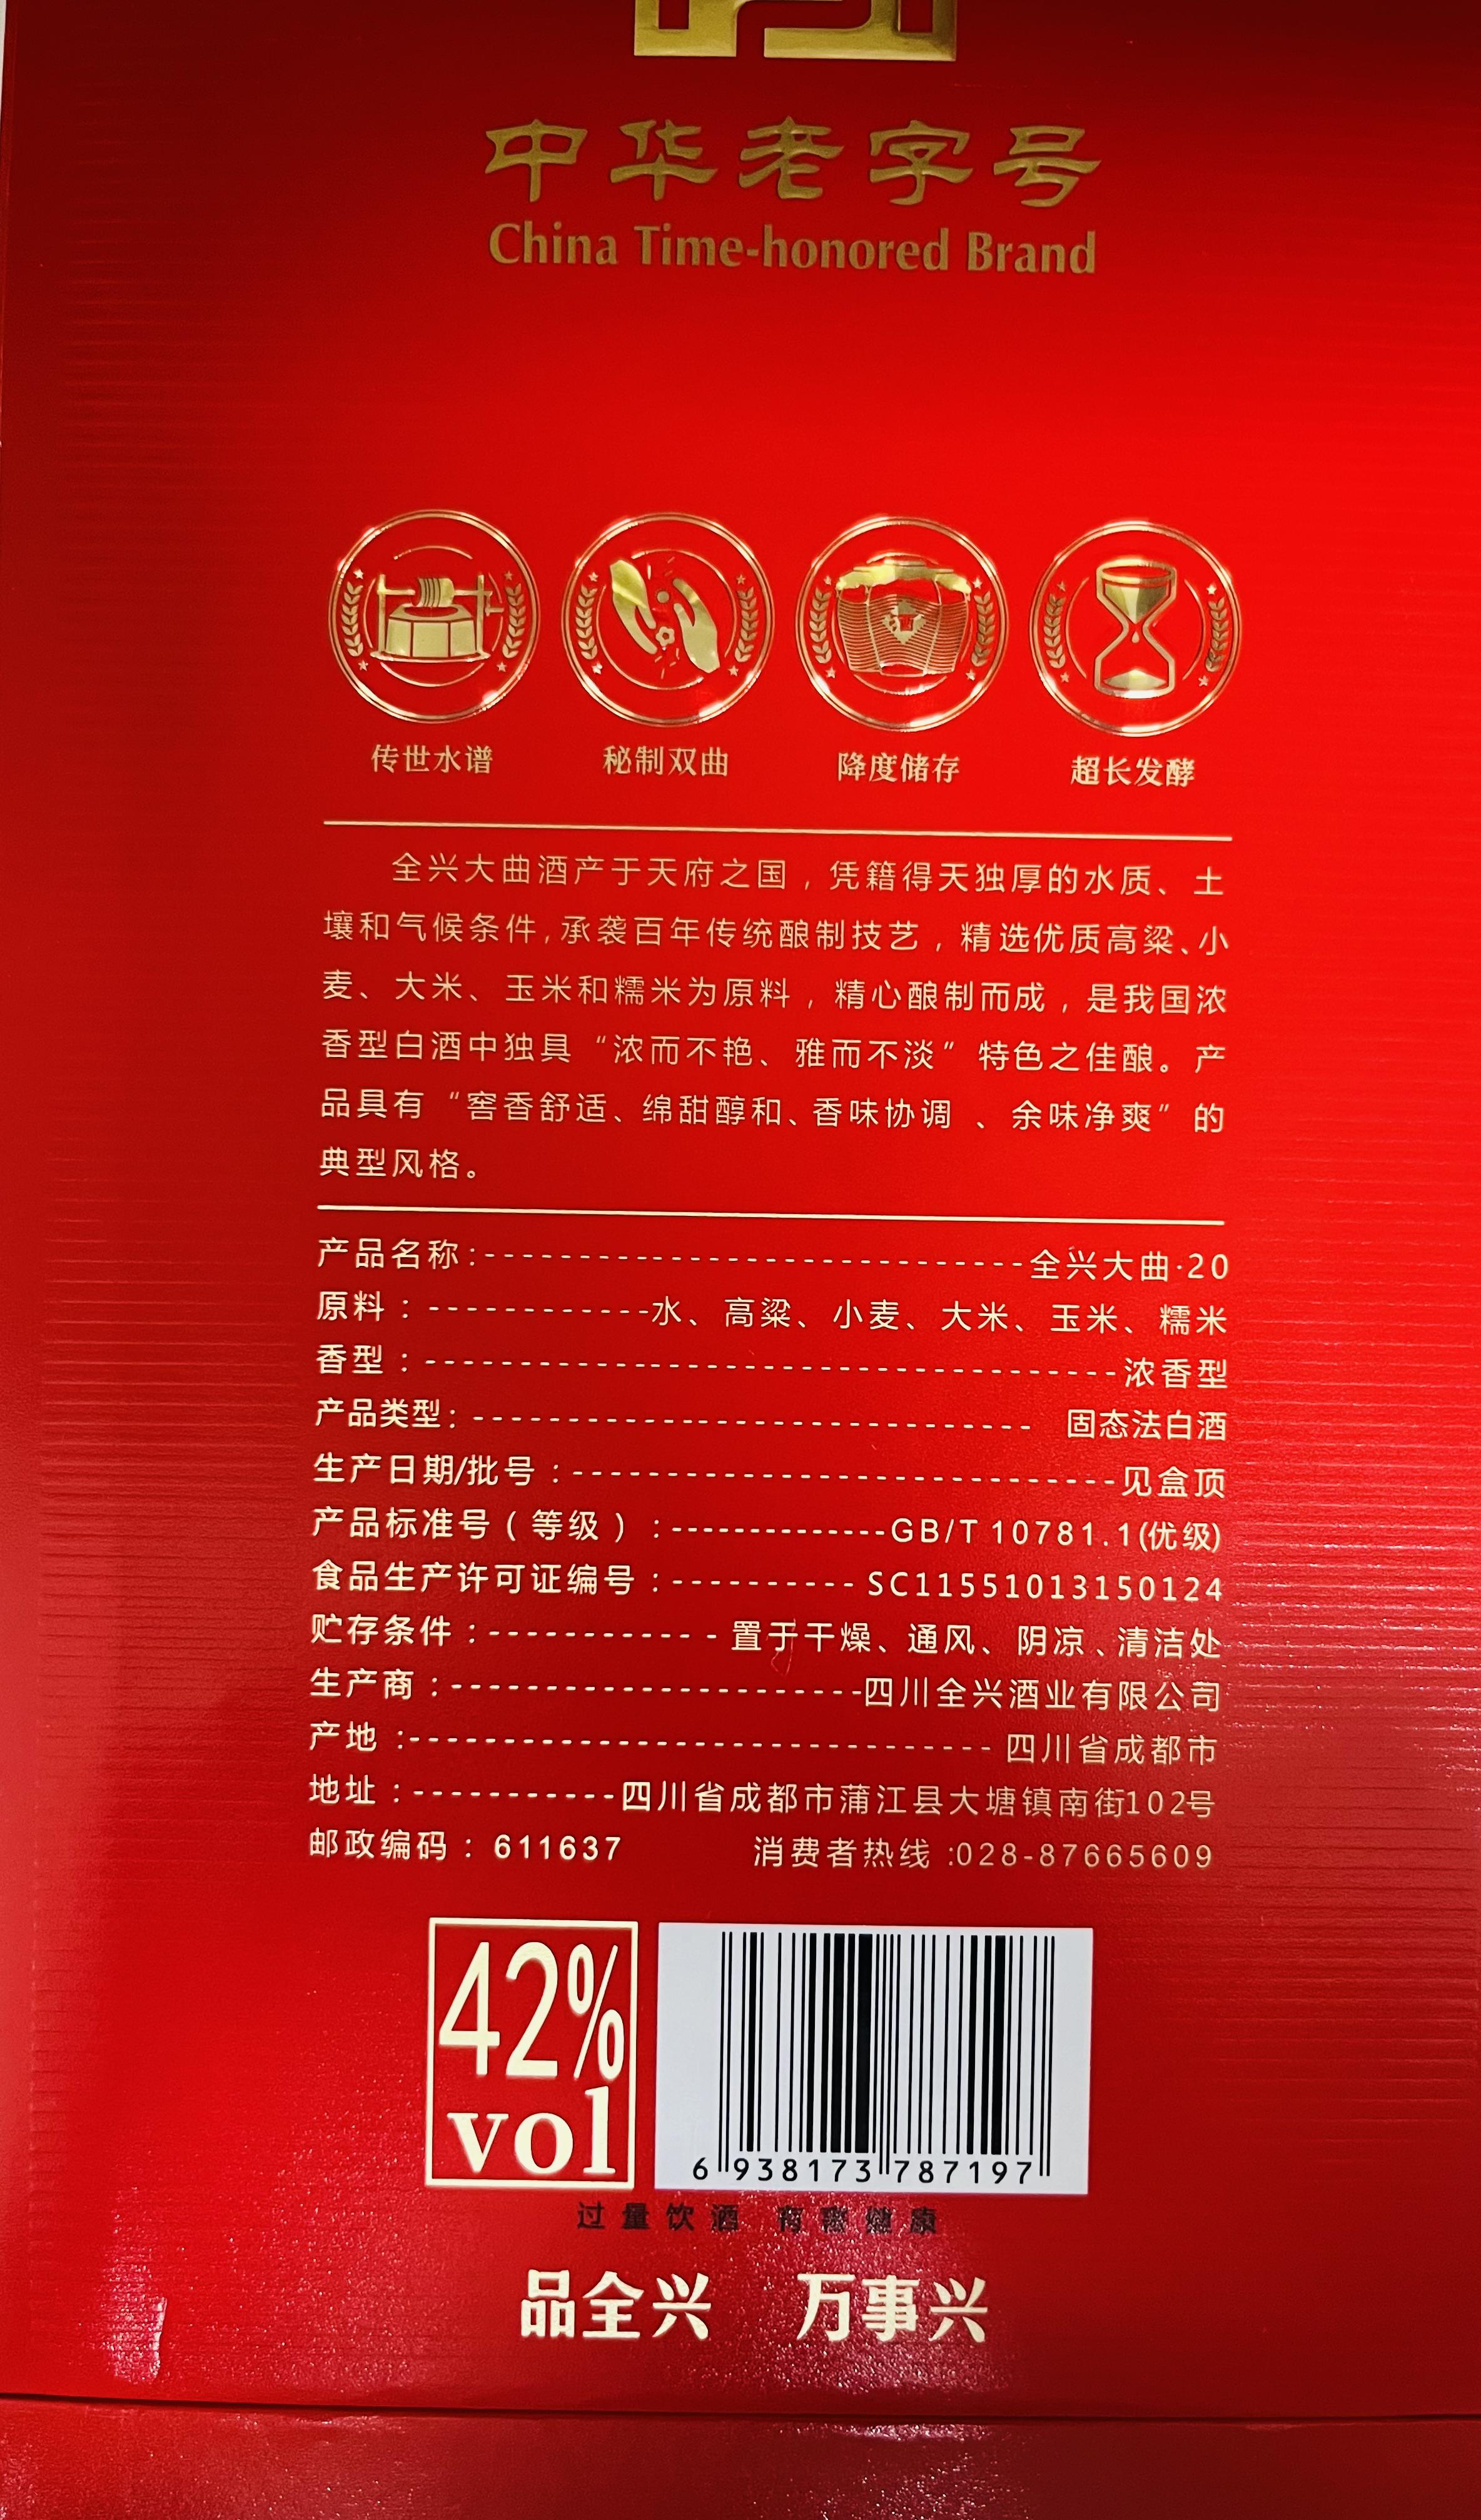 中华老字号
China Time-honored Brand
传世水谱 秘制双曲 降度储存 超长发酵
全兴大曲酒产于天府之国，凭籍得天独厚的水质、土
壤和气候条件,承袭百年传统酿制技艺，精选优质高粱、小
麦、大米、玉米和糯米为原料，精心酿制而成，是我国浓
香型白酒中独具“浓而不艳、雅而不淡”特色之佳酿。产
品具有“窖香舒适、绵甜醇和、香味协调 、余味净爽”的
典型风格。
产品名称:----------------------------全兴大曲·20
原料：------------水、高粱、小麦、大米、玉米、糯米
香型：------------------------------------浓香型
产品类型: ------------------------------ 固态法白酒
生产日期/批号：----------------------------见盒顶
产品标准号（等级）:--------------GB/T 10781.1(优级)
食品生产许可证编号：---------- SC11551013150124
贮存条件：------------置于干燥、通风、阴凉、清洁处
生产商：----------------------四川全兴酒业有限公司
产地 :------------------------------- 四川省成都市
地址：-----------四川省成都市蒲江县大塘镇南街102号
邮政编码：611637 消费者热线 :028-87665609
42%
vol
6 938173 787197
过量饮酒 有害健康
品全兴 万事兴